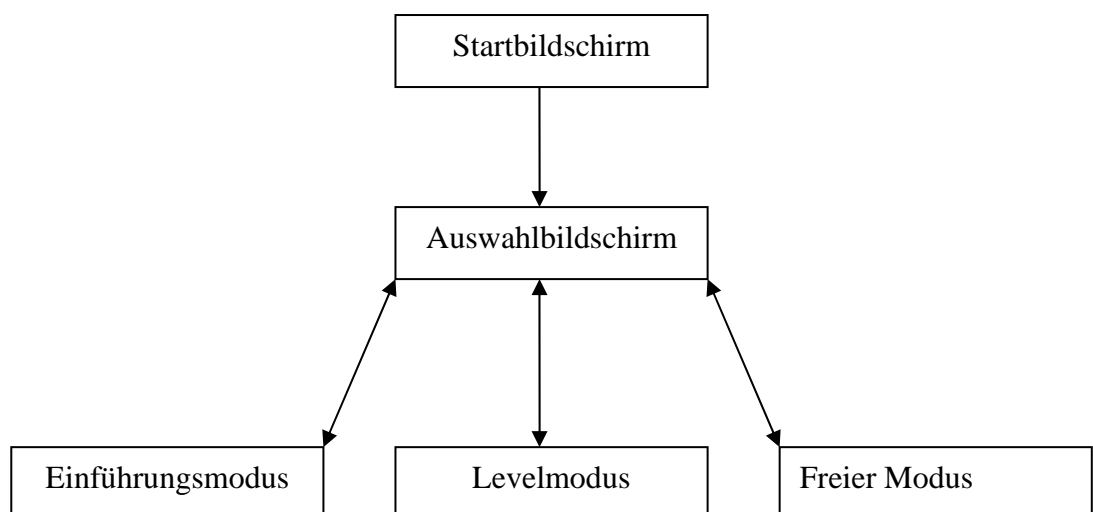 Startbildschirm
Auswahlbildschirm
Einführungsmodus
Levelmodus
Freier Modus